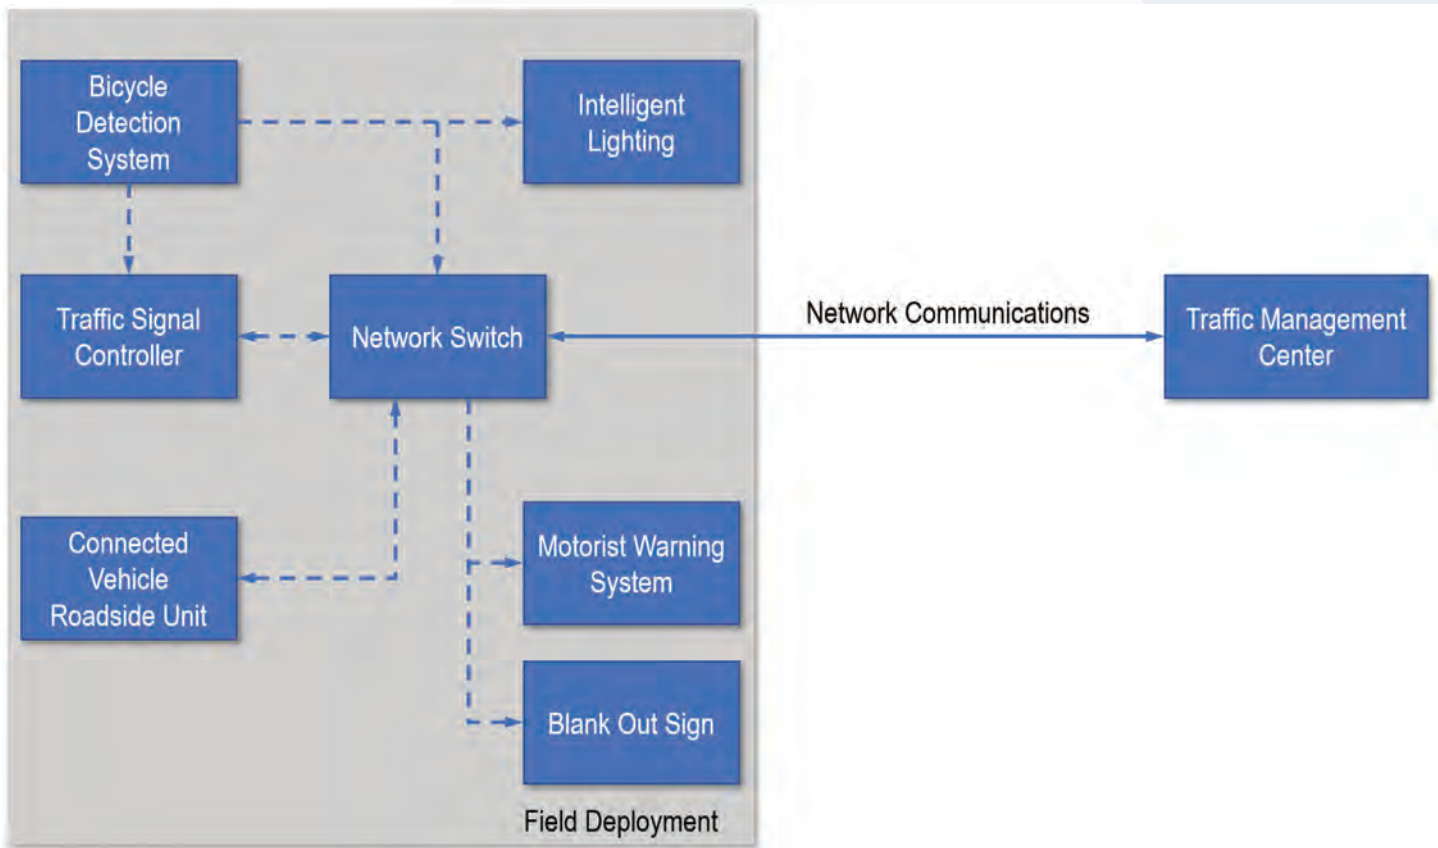 Bicycle
Detection
System
Intelligent
Lighting
Traffic Signal
Controller
Network Switch
Network Communications
Traffic Management
Center
Connected
Vehicle
Roadside Unit
Motorist Warning
System
Blank Out Sign
Field Deployment